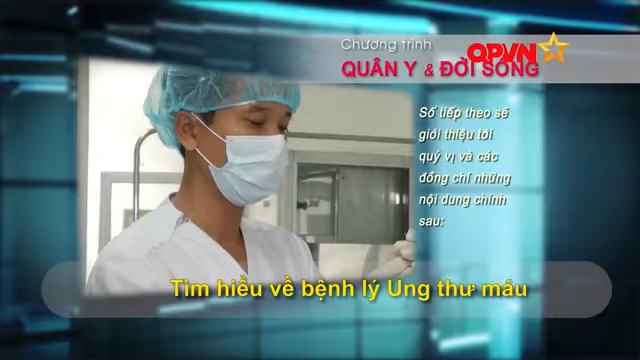 Chương trình
QPVN
QUÂN Y & ĐỜI SỐNG
Số tiếp theo sẽ
giới thiệu tới
quý vị và các
đồng chí những
nội dung chính
sau:
Tìm hiểu về bệnh lý Ung thư máu